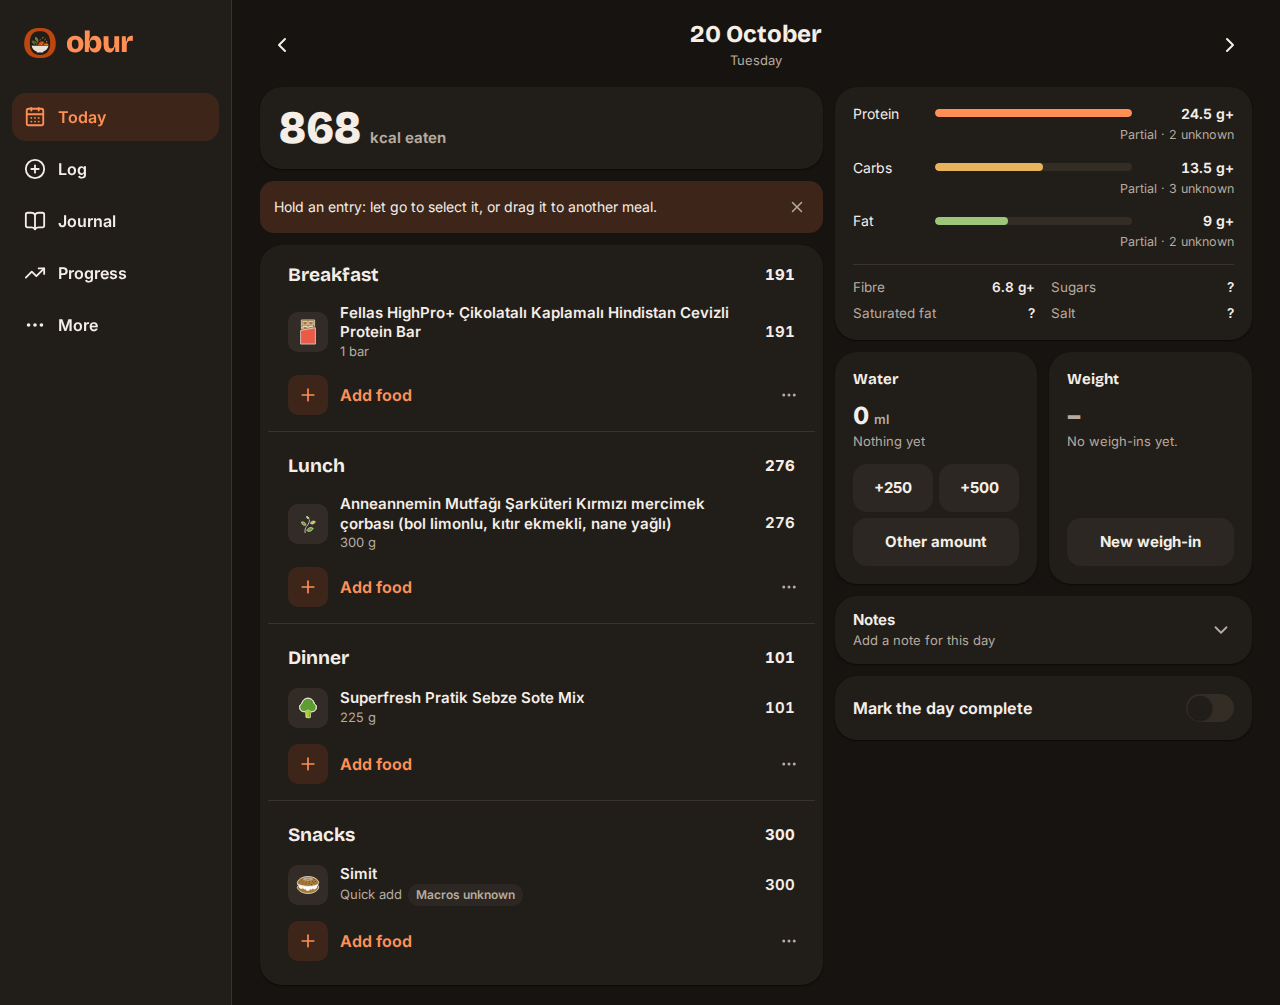 obur
Today
Log
Journal
Progress
More
20 October
Tuesday
868 kcal eaten
Hold an entry: let go to select it, or drag it to another meal.
Breakfast 191
Fellas HighPro+ Çikolatalı Kaplamalı Hindistan Cevizli
Protein Bar
1 bar
191
Add food
Lunch 276
Anneannemin Mutfağı Şarküteri Kırmızı mercimek
çorbası (bol limonlu, kıtır ekmekli, nane yağlı)
300 g
276
Add food
Dinner 101
Superfresh Pratik Sebze Sote Mix
225 g
101
Add food
Snacks 300
Simit
Quick add Macros unknown
300
Add food
Protein 24.5 g+
Partial · 2 unknown
Carbs 13.5 g+
Partial · 3 unknown
Fat 9 g+
Partial · 2 unknown
Fibre 6.8 g+ Sugars ?
Saturated fat ? Salt ?
Water
0 ml
Nothing yet
+250 +500
Other amount
Weight
–
No weigh-ins yet.
New weigh-in
Notes
Add a note for this day
Mark the day complete